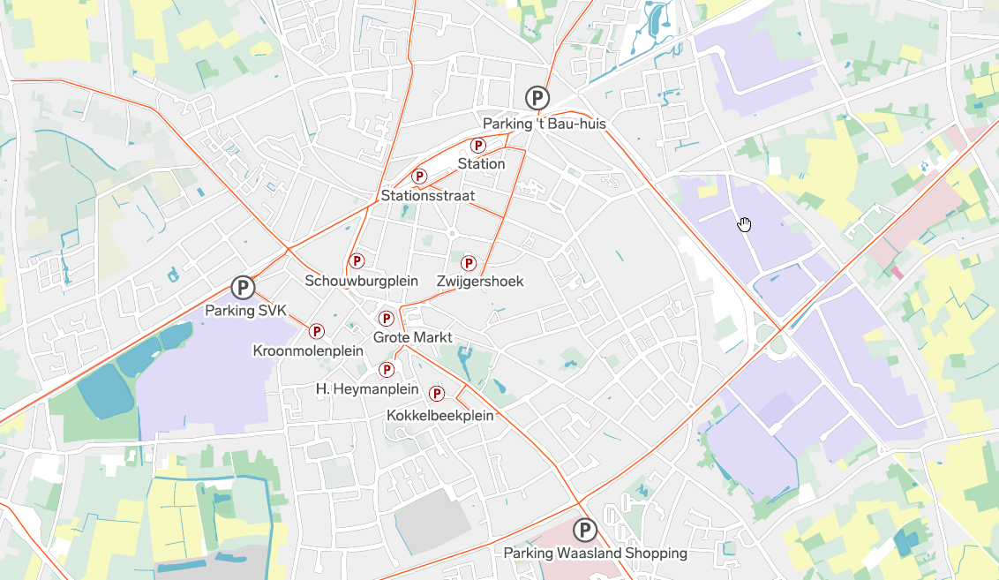 P
Parking 't Bau-huis
P
Station
P
Stationsstraat
P
Schouwburgplein
P
Zwijgershoek
P
Parking SVK
P
Grote Markt
P
Kroonmolenplein
P
H. Heymanplein
P
Kokkelbeekplein
P
Parking Waasland Shopping